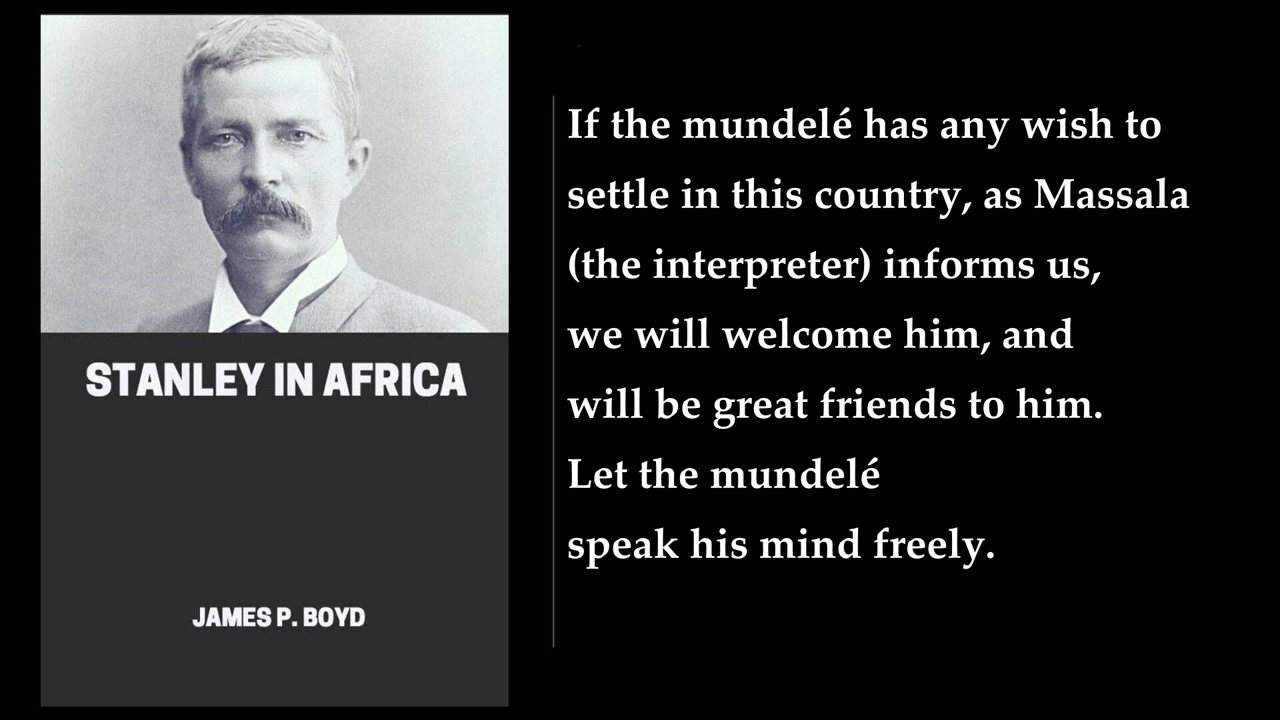 STANLEY IN AFRICA
JAMES P. BOYD
If the mundelé has any wish to
settle in this country, as Massala
(the interpreter) informs us,
we will welcome him, and
will be great friends to him.
Let the mundelé
speak his mind freely.